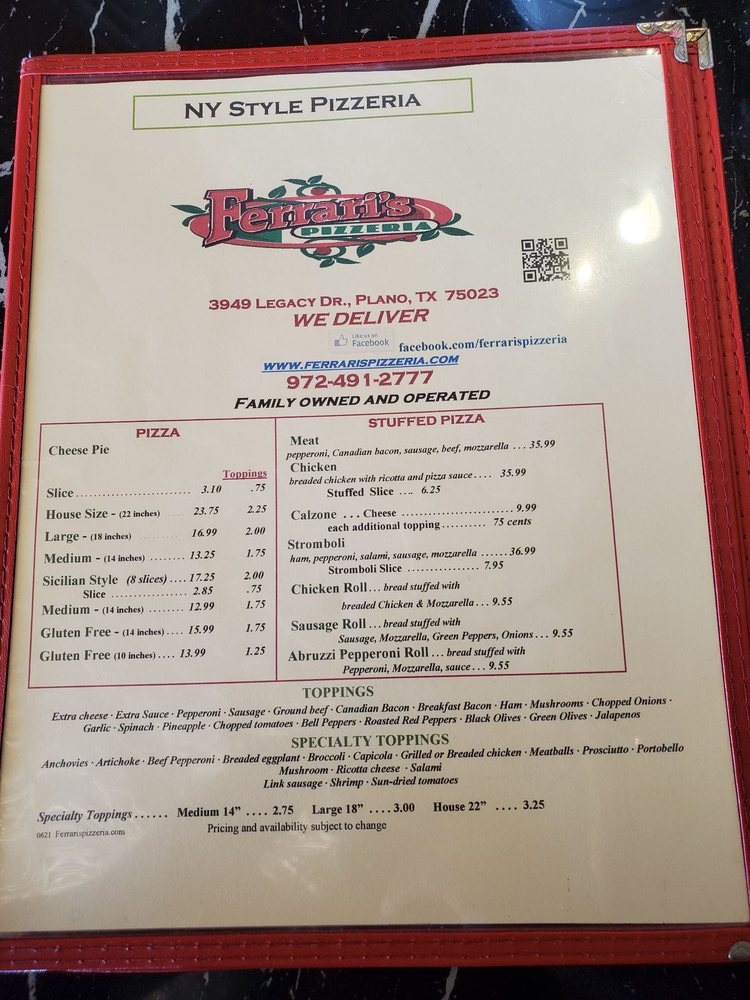 NY STYLE PIZZERIA
Ferrari's
PIZZERIA
3949 LEGACY DR., PLANO, TX 75023
WE DELIVER
Like us on
Facebook
facebook.com/ferrarispizzeria
WWW.FERRARISPIZZERIA.COM
972-491-2777
FAMILY OWNED AND OPERATED
PIZZA
Cheese Pie
Toppings
Slice .......................... 3.10 .75
House Size - (22 inches) ..... 23.75 2.25
Large - (18 inches) .......... 16.99 2.00
Medium - (14 inches) ........ 13.25 1.75
Sicilian Style (8 slices) .... 17.25 2.00
Slice ................. 2.85 .75
Medium - (14 inches) ........ 12.99 1.75
Gluten Free - (14 inches) .... 15.99 1.75
Gluten Free (10 inches) .... 13.99 1.25
STUFFED PIZZA
Meat
pepperoni, Canadian bacon, sausage, beef, mozzarella ... 35.99
Chicken
breaded chicken with ricotta and pizza sauce .... 35.99
Stuffed Slice .... 6.25
Calzone ... Cheese ........................ 9.99
each additional topping .......... 75 cents
Stromboli
ham, pepperoni, salami, sausage, mozzarella ...... 36.99
Stromboli Slice ................ 7.95
Chicken Roll ... bread stuffed with
breaded Chicken & Mozzarella ... 9.55
Sausage Roll ... bread stuffed with
Sausage, Mozzarella, Green Peppers, Onions ... 9.55
Abruzzi Pepperoni Roll ... bread stuffed with
Pepperoni, Mozzarella, sauce ... 9.55
TOPPINGS
Extra cheese · Extra Sauce · Pepperoni · Sausage · Ground beef · Canadian Bacon · Breakfast Bacon · Ham · Mushrooms · Chopped Onions ·
Garlic · Spinach · Pineapple · Chopped tomatoes · Bell Peppers · Roasted Red Peppers · Black Olives · Green Olives · Jalapenos
SPECIALTY TOPPINGS
Anchovies · Artichoke · Beef Pepperoni · Breaded eggplant · Broccoli · Capicola · Grilled or Breaded chicken · Meatballs · Prosciutto · Portobello
Mushroom · Ricotta cheese · Salami
Link sausage · Shrimp · Sun-dried tomatoes
Specialty Toppings ...... Medium 14” .... 2.75 Large 18” .... 3.00 House 22” .... 3.25
0621 Ferrarispizzeria.com
Pricing and availability subject to change